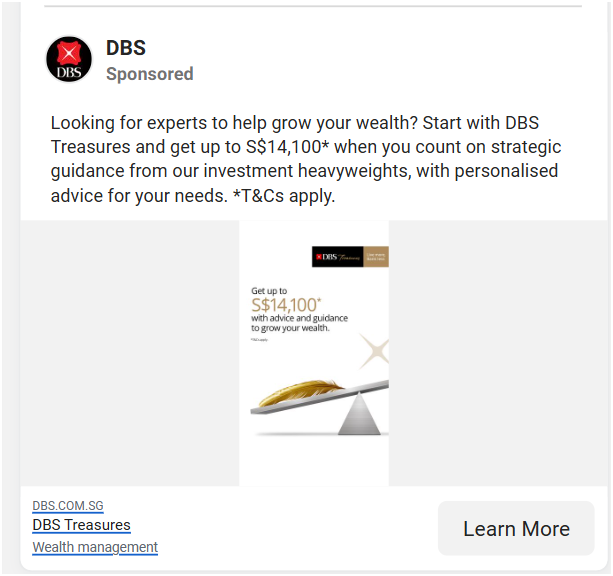 DBS
DBS
Sponsored
Looking for experts to help grow your wealth? Start with DBS
Treasures and get up to S$14,100* when you count on strategic
guidance from our investment heavyweights, with personalised
advice for your needs. *T&Cs apply.
DBS Treasures
Get up to
S$14,100*
with advice and guidance
to grow your wealth.
*T&Cs apply.
DBS.COM.SG
DBS Treasures
Wealth management
Learn More